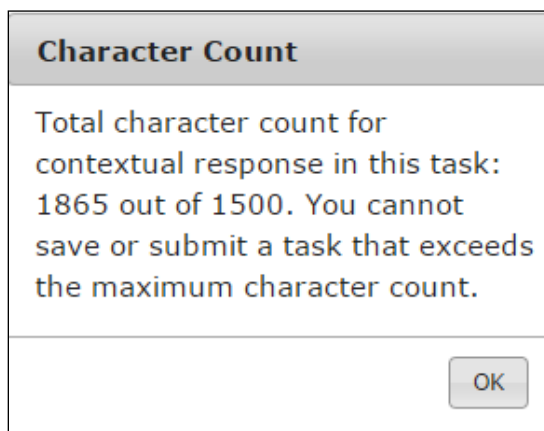 Character Count
Total character count for
contextual response in this task:
1865 out of 1500. You cannot
save or submit a task that exceeds
the maximum character count.
OK